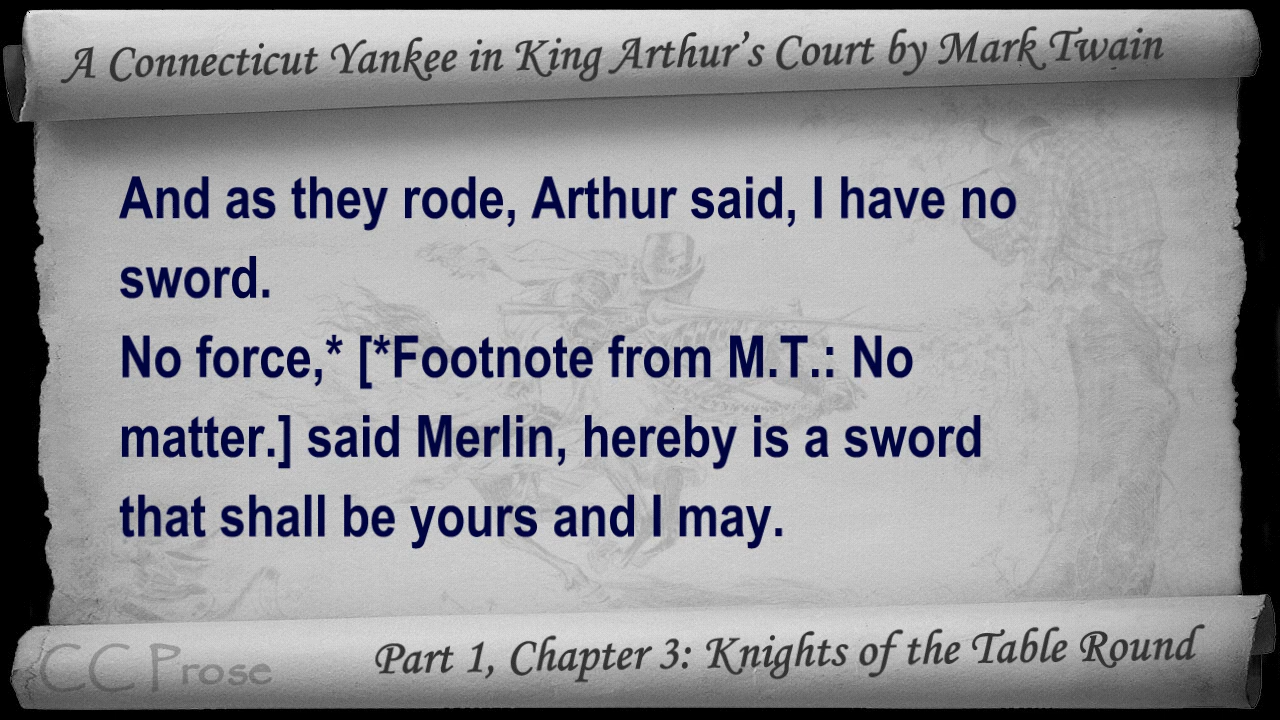 A Connecticut Yankee in King Arthur's Court by Mark Twain
And as they rode, Arthur said, I have no
sword.
No force,* [*Footnote from M.T.: No
matter.] said Merlin, hereby is a sword
that shall be yours and I may.
CC Prose
Part 1, Chapter 3: Knights of the Table Round